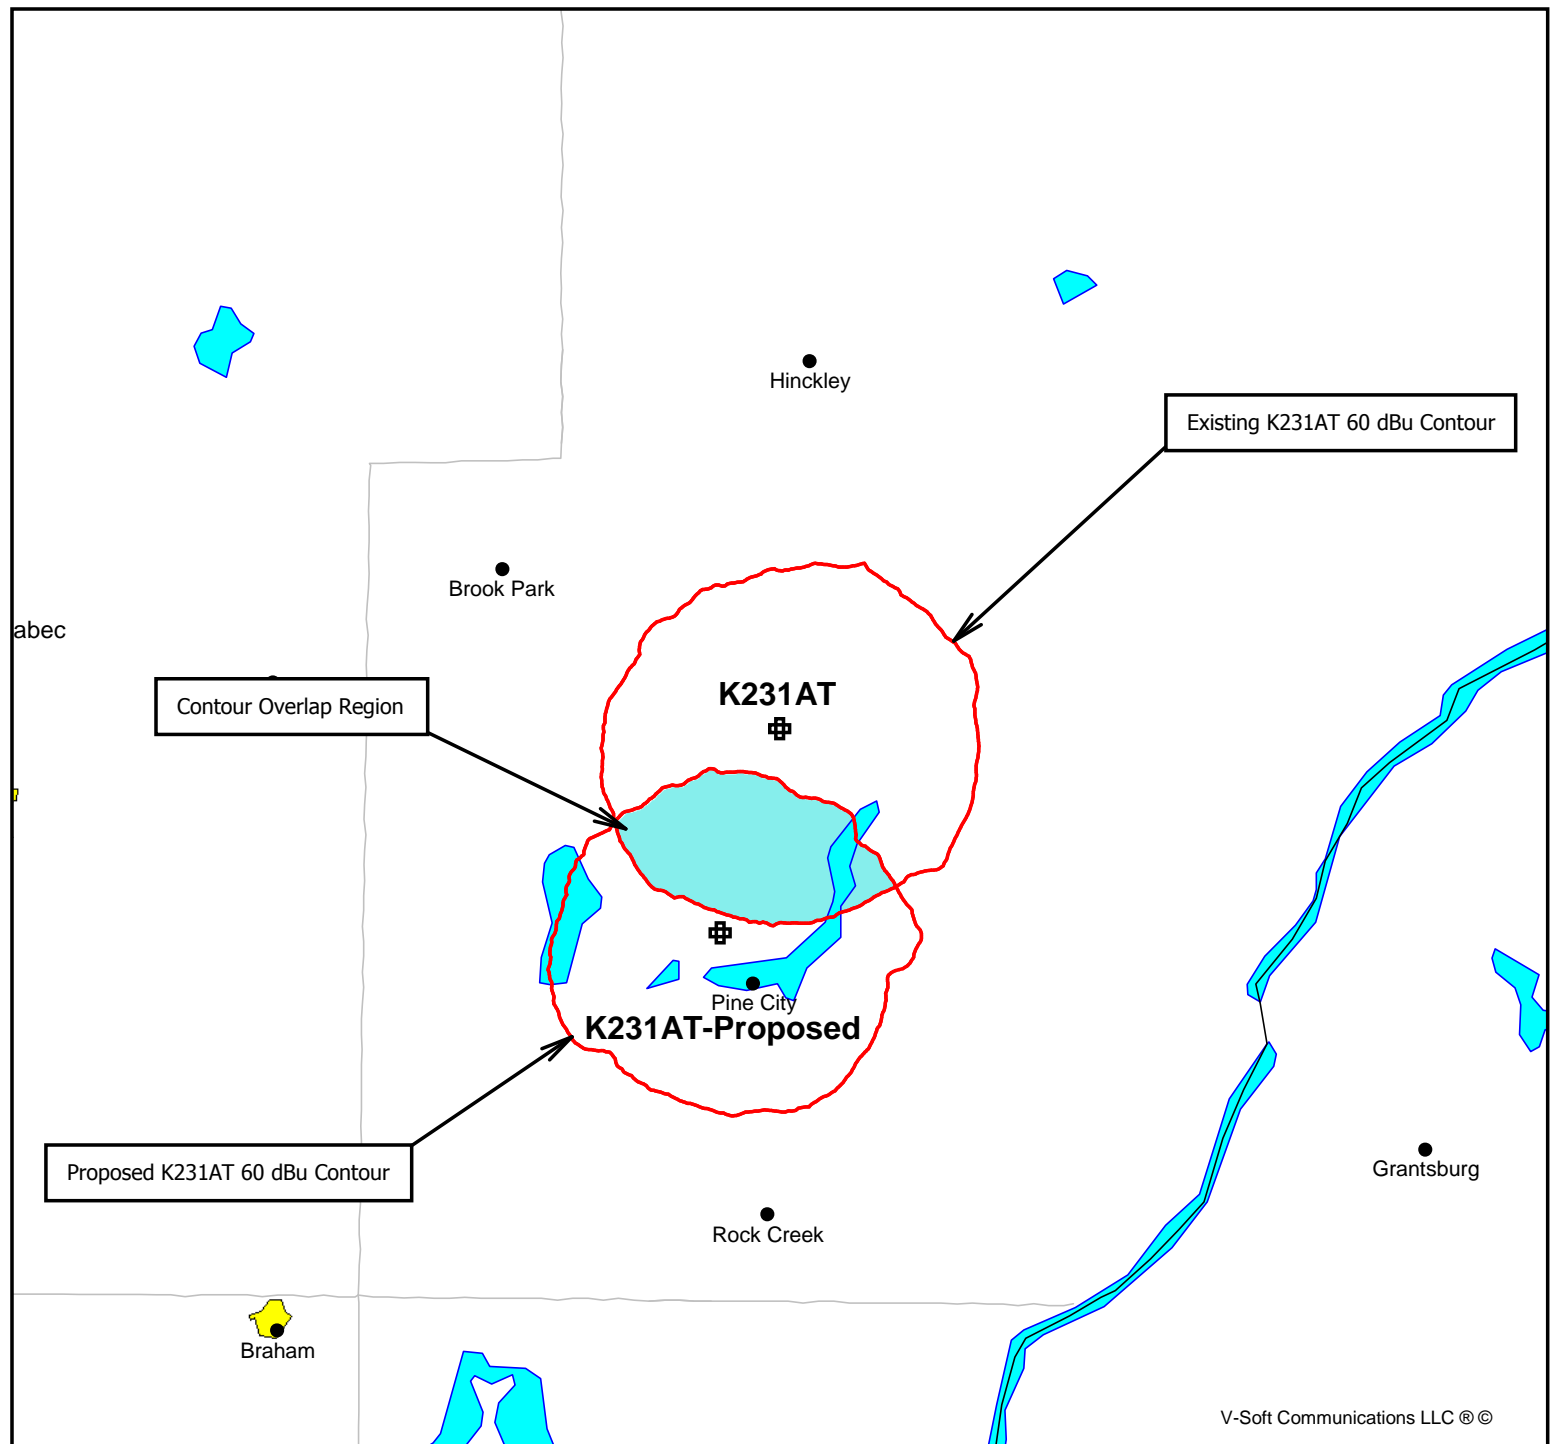 Hinckley
Existing K231AT 60 dBu Contour
Brook Park
abec
K231AT
Contour Overlap Region
Pine City
K231AT-Proposed
Proposed K231AT 60 dBu Contour
Grantsburg
Rock Creek
Braham
V-Soft Communications LLC ® ©